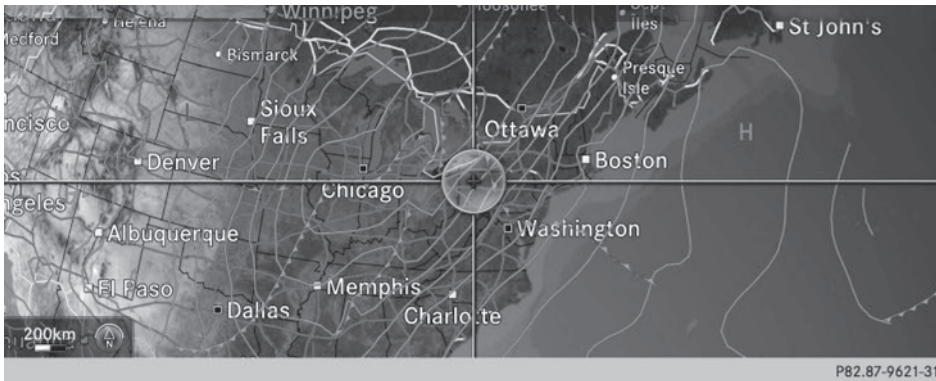 Winnipeg
St John's
Helena
Medford
Bismarck
Presque
Isle
Sioux
Falls
Ottawa
H
Denver
Boston
Chicago
Albuquerque
Washington
El Paso
Memphis
Dallas
Charlotte
200km
N
P82.87-9621-31